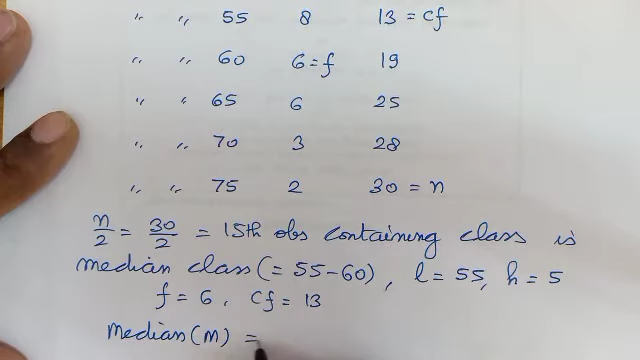 " " 55 8 13 = cf
" " 60 6 = f 19
" " 65 6 25
" " 70 3 28
" " 75 2 30 = n
n/2 = 30/2 = 15th obs containing class is
median class (= 55-60), l = 55, h = 5
f = 6, cf = 13
Median (M) =